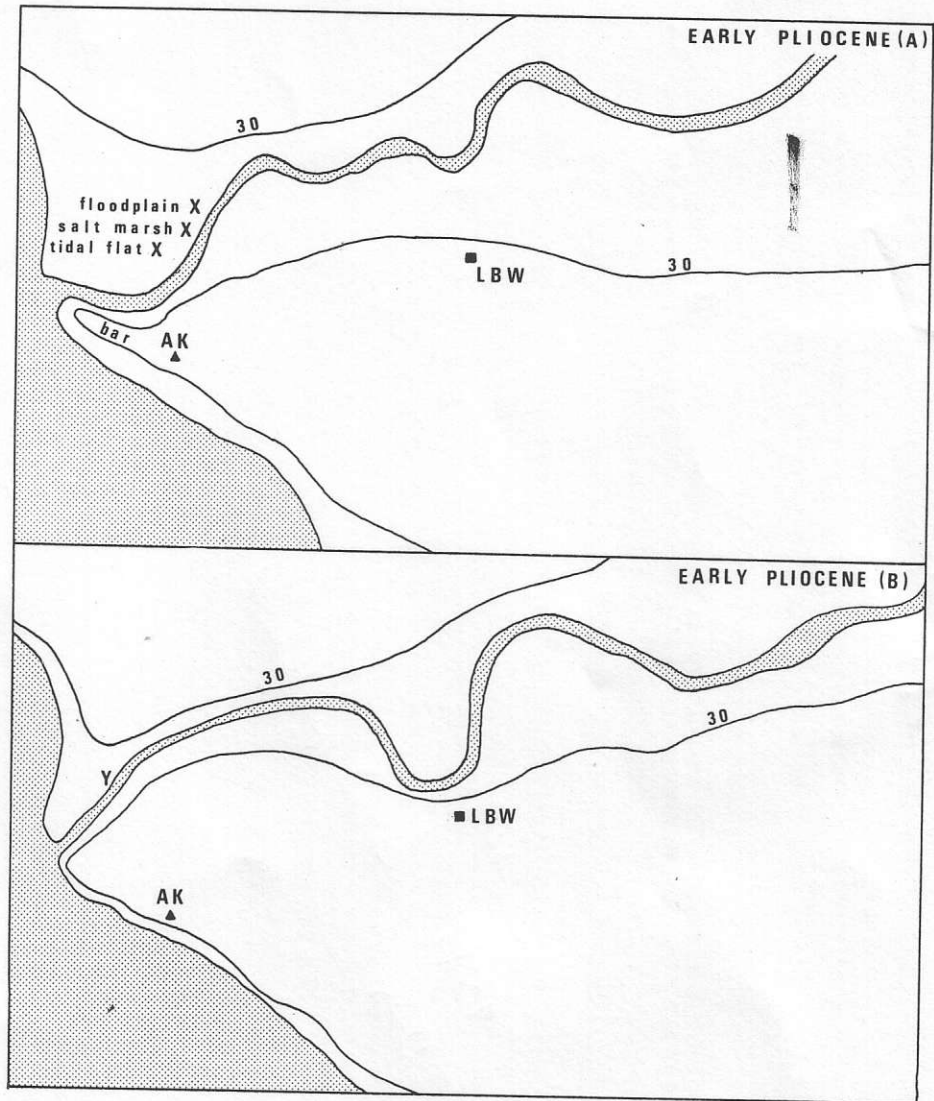 EARLY PLIOCENE (A)
30
floodplain X
salt marsh X
tidal flat X
30
LBW
bar
AK
EARLY PLIOCENE (B)
30
30
Y
LBW
AK